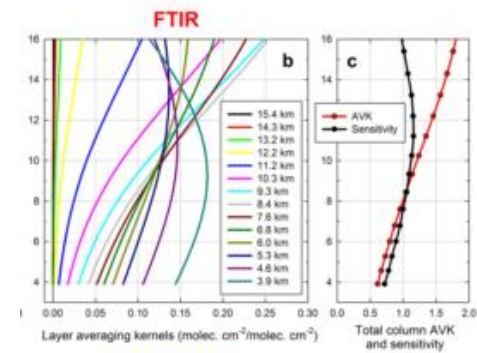 FTIR
16
14
12
10
8
6
4
b
15.4 km
14.3 km
13.2 km
12.2 km
11.2 km
10.3 km
9.3 km
8.4 km
7.6 km
6.8 km
6.0 km
5.3 km
4.6 km
3.9 km
0.00 0.05 0.10 0.15 0.20 0.25 0.30
Layer averaging kernels (molec. cm⁻²/molec. cm⁻²)
16
14
12
10
8
6
4
c
AVK
Sensitivity
0.0 0.5 1.0 1.5 2.0
Total column AVK
and sensitivity